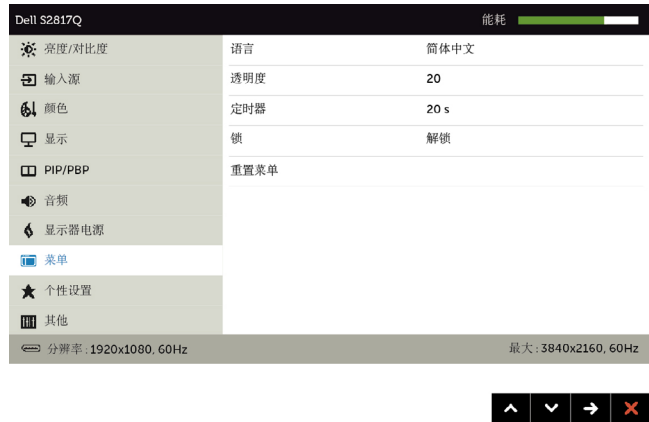 Dell S2817Q 能耗
亮度/对比度 语言 简体中文
输入源 透明度 20
颜色 定时器 20 s
显示 锁 解锁
PIP/PBP 重置菜单
音频
显示器电源
菜单
个性设置
其他
分辨率 : 1920x1080, 60Hz 最大 : 3840x2160, 60Hz